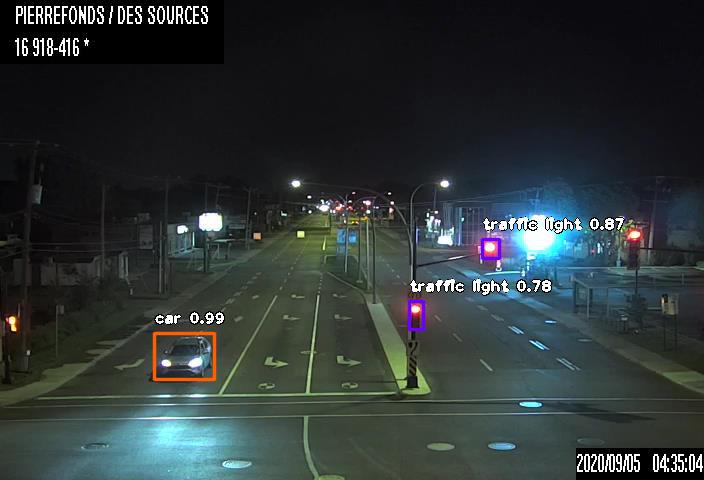 PIERREFONDS / DES SOURCES
16 918-416 *
traffic light 0.87
traffic light 0.78
car 0.99
2020/09/05 04:35:04